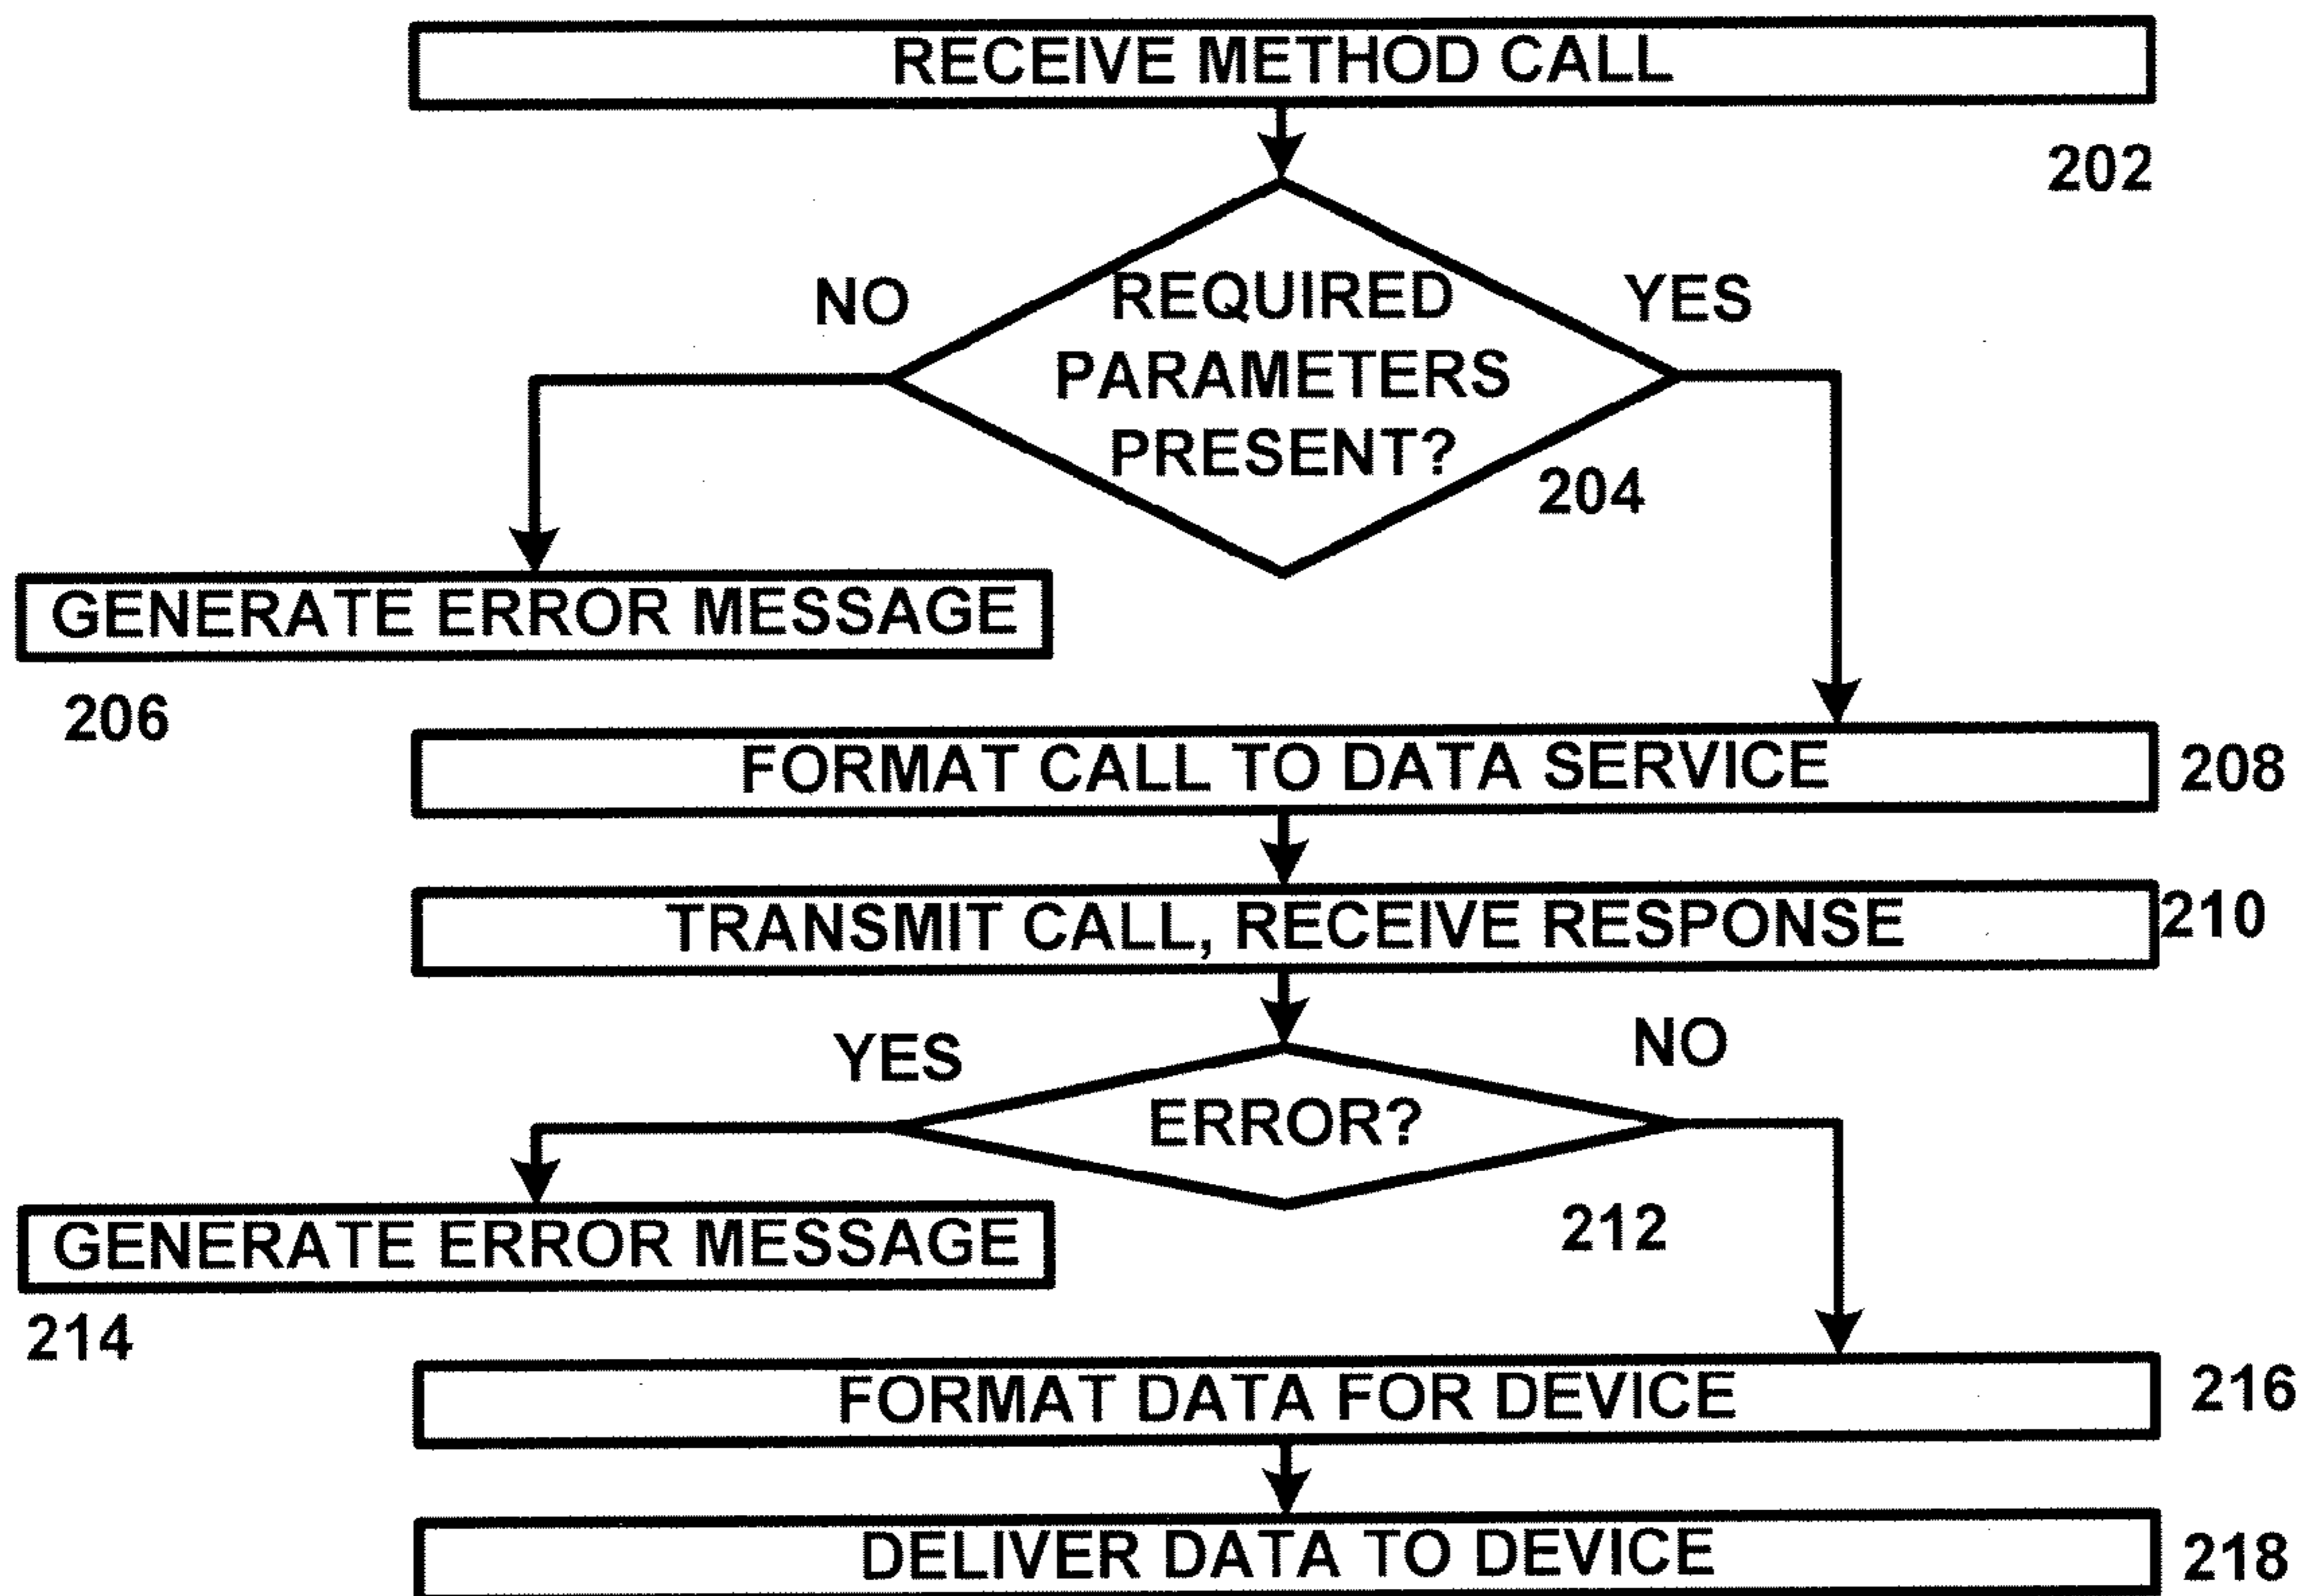 RECEIVE METHOD CALL
202
NO
YES
REQUIRED
PARAMETERS
PRESENT?
204
GENERATE ERROR MESSAGE
206
FORMAT CALL TO DATA SERVICE
208
TRANSMIT CALL, RECEIVE RESPONSE
210
YES
NO
ERROR?
212
GENERATE ERROR MESSAGE
214
FORMAT DATA FOR DEVICE
216
DELIVER DATA TO DEVICE
218